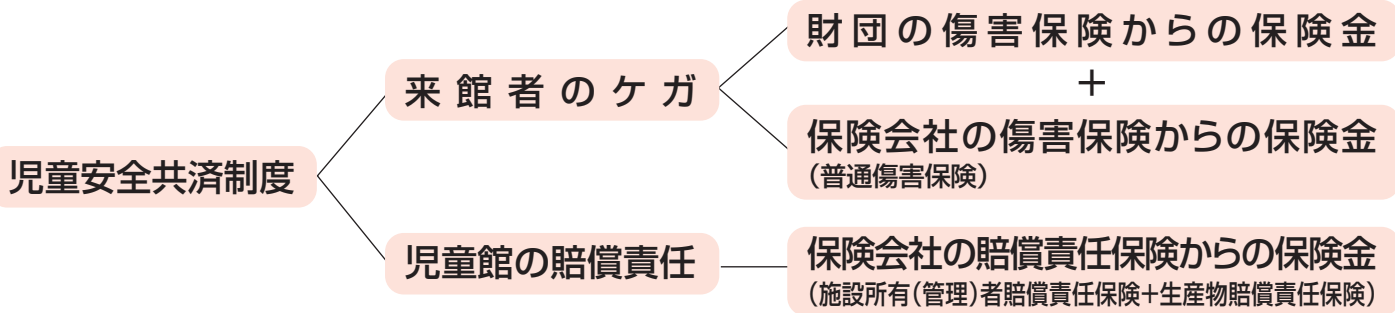 児童安全共済制度
来館者のケガ
財団の傷害保険からの保険金
+
保険会社の傷害保険からの保険金
(普通傷害保険)
児童館の賠償責任
保険会社の賠償責任保険からの保険金
(施設所有(管理)者賠償責任保険+生産物賠償責任保険)